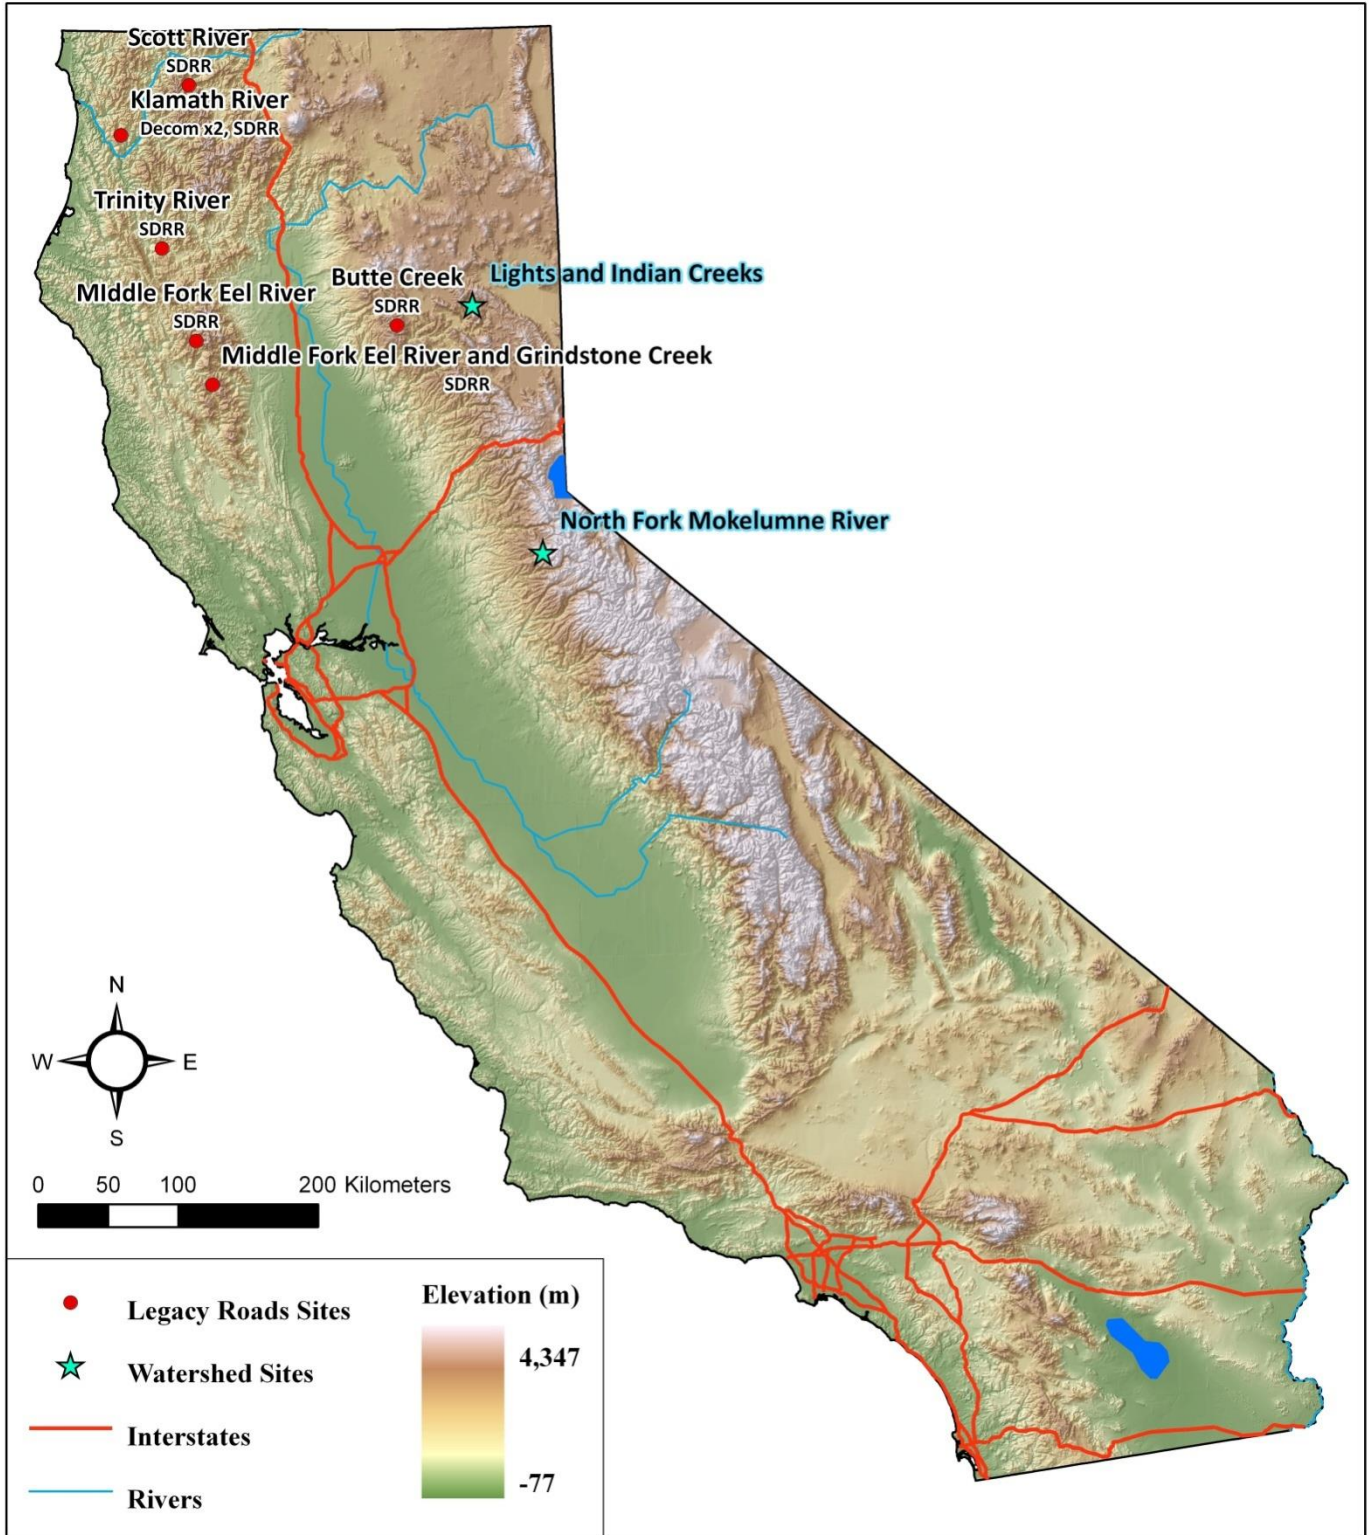 Scott River
SDRR
Klamath River
Decom x2, SDRR
Trinity River
SDRR
Butte Creek
SDRR
Lights and Indian Creeks
MIddle Fork Eel River
SDRR
Middle Fork Eel River and Grindstone Creek
SDRR
North Fork Mokelumne River
N
W E
S
0 50 100 200 Kilometers
Legacy Roads Sites
Watershed Sites
Interstates
Rivers
Elevation (m)
4,347
-77